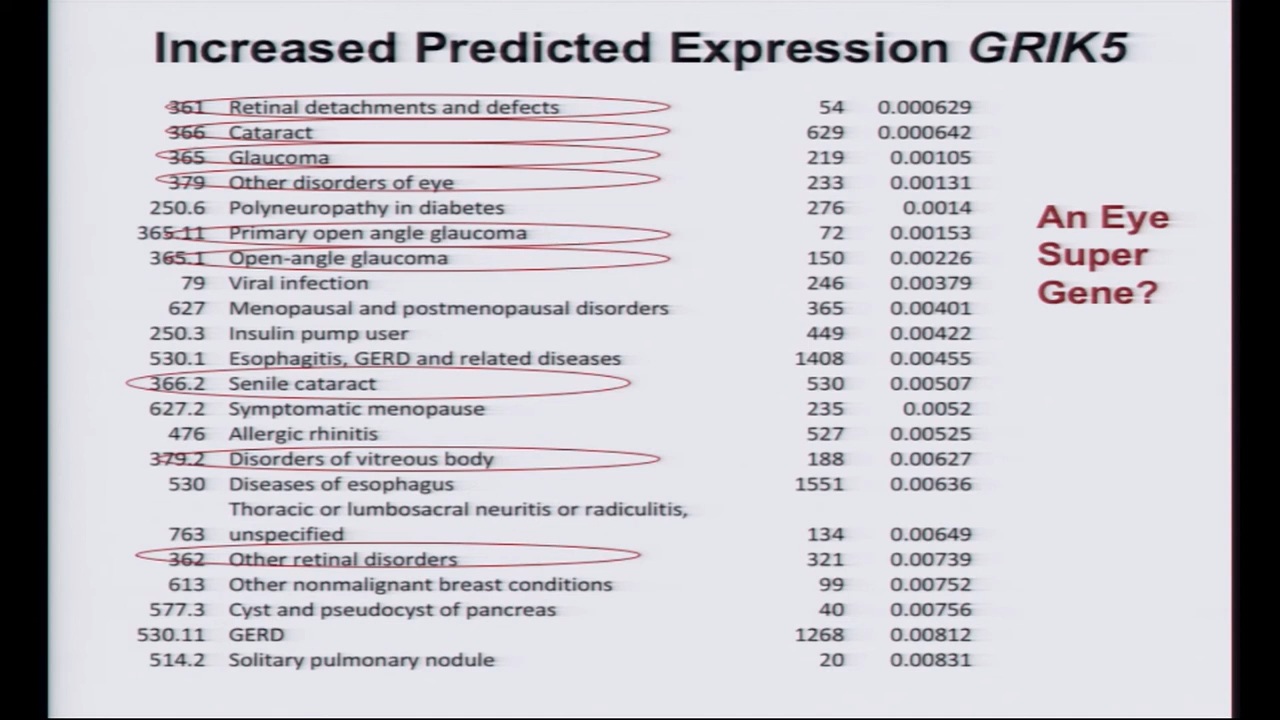 Increased Predicted Expression GRIK5
361 Retinal detachments and defects 54 0.000629
366 Cataract 629 0.000642
365 Glaucoma 219 0.00105
379 Other disorders of eye 233 0.00131
250.6 Polyneuropathy in diabetes 276 0.0014
365.11 Primary open angle glaucoma 72 0.00153
365.1 Open-angle glaucoma 150 0.00226
79 Viral infection 246 0.00379
627 Menopausal and postmenopausal disorders 365 0.00401
250.3 Insulin pump user 449 0.00422
530.1 Esophagitis, GERD and related diseases 1408 0.00455
366.2 Senile cataract 530 0.00507
627.2 Symptomatic menopause 235 0.0052
476 Allergic rhinitis 527 0.00525
379.2 Disorders of vitreous body 188 0.00627
530 Diseases of esophagus 1551 0.00636
Thoracic or lumbosacral neuritis or radiculitis,
763 unspecified 134 0.00649
362 Other retinal disorders 321 0.00739
613 Other nonmalignant breast conditions 99 0.00752
577.3 Cyst and pseudocyst of pancreas 40 0.00756
530.11 GERD 1268 0.00812
514.2 Solitary pulmonary nodule 20 0.00831
An Eye
Super
Gene?